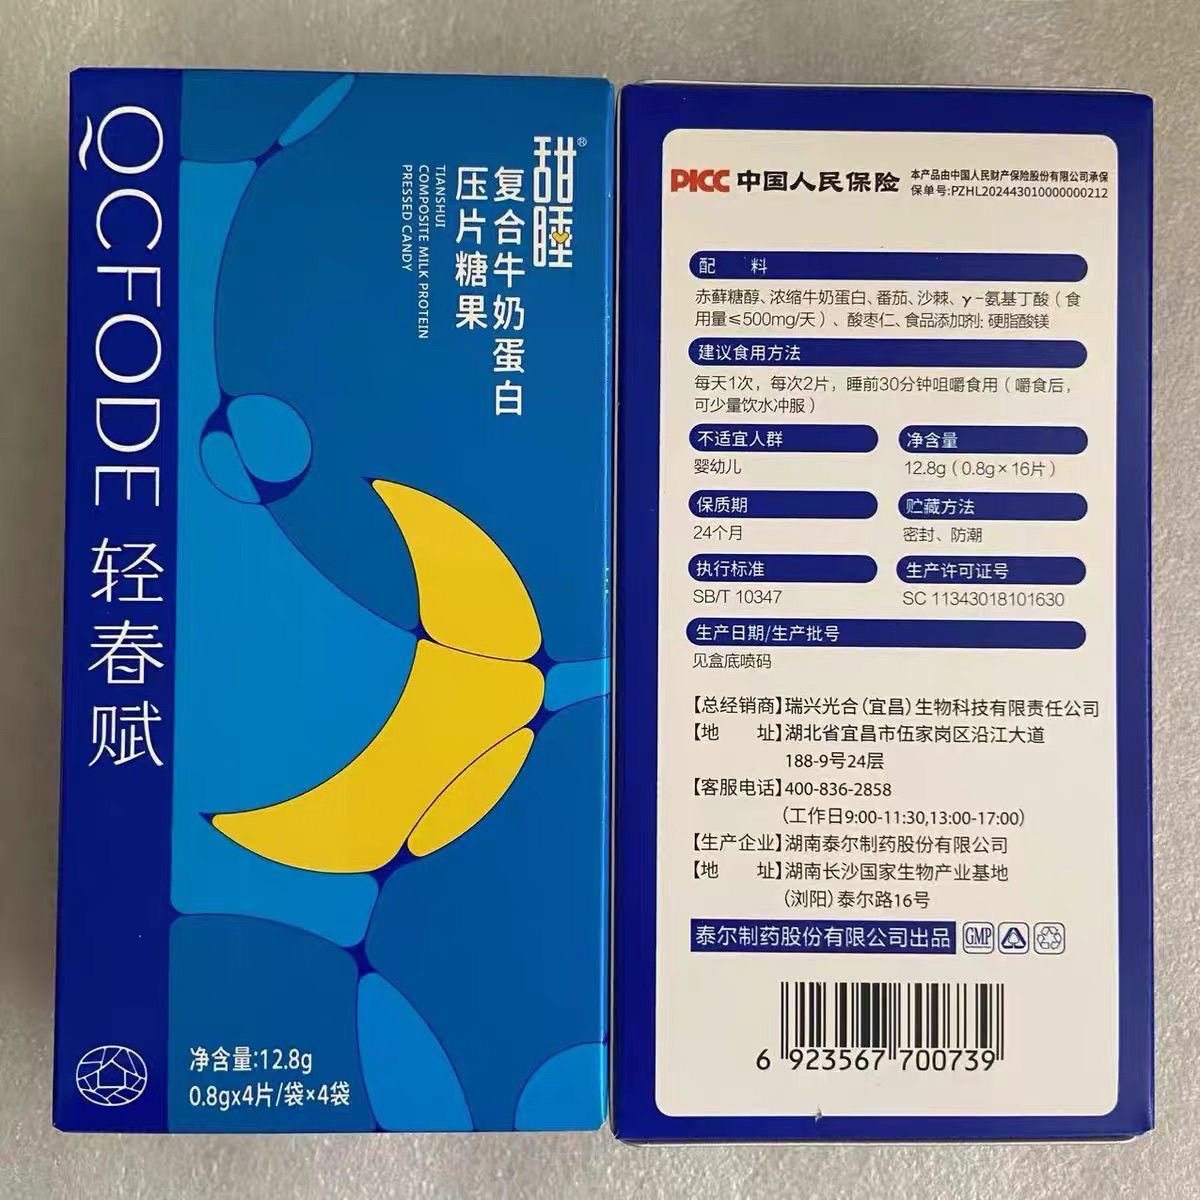 QCFODE 轻春赋
甜睡®
复合牛奶蛋白
压片糖果
TIANSHUI
COMPOSITE MILK PROTEIN
PRESSED CANDY
净含量:12.8g
0.8gx4片/袋×4袋
PICC 中国人民保险
本产品由中国人民财产保险股份有限公司承保
保单号:PZHL202443010000000212
配 料
赤藓糖醇、浓缩牛奶蛋白、番茄、沙棘、γ-氨基丁酸（食
用量≤500mg/天）、酸枣仁、食品添加剂: 硬脂酸镁
建议食用方法
每天1次，每次2片，睡前30分钟咀嚼食用（嚼食后，
可少量饮水冲服）
不适宜人群
婴幼儿
净含量
12.8g（0.8g×16片）
保质期
24个月
贮藏方法
密封、防潮
执行标准
SB/T 10347
生产许可证号
SC 11343018101630
生产日期/生产批号
见盒底喷码
【总经销商】瑞兴光合(宜昌)生物科技有限责任公司
【地 址】湖北省宜昌市伍家岗区沿江大道
188-9号24层
【客服电话】400-836-2858
(工作日9:00-11:30,13:00-17:00)
【生产企业】湖南泰尔制药股份有限公司
【地 址】湖南长沙国家生物产业基地
(浏阳)泰尔路16号
泰尔制药股份有限公司出品 GMP
6 923567 700739